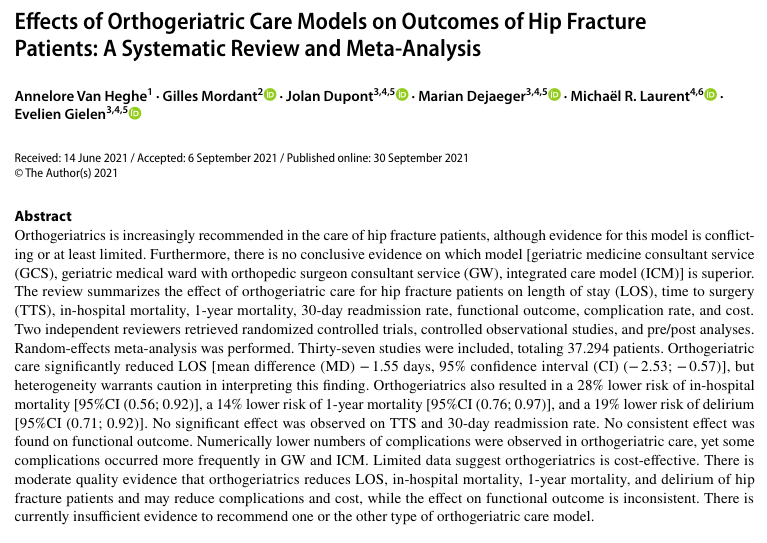 Effects of Orthogeriatric Care Models on Outcomes of Hip Fracture
Patients: A Systematic Review and Meta-Analysis
Annelore Van Heghe1 · Gilles Mordant2 · Jolan Dupont3,4,5 · Marian Dejaeger3,4,5 · Michaël R. Laurent4,6 ·
Evelien Gielen3,4,5
Received: 14 June 2021 / Accepted: 6 September 2021 / Published online: 30 September 2021
© The Author(s) 2021
Abstract
Orthogeriatrics is increasingly recommended in the care of hip fracture patients, although evidence for this model is conflict-
ing or at least limited. Furthermore, there is no conclusive evidence on which model [geriatric medicine consultant service
(GCS), geriatric medical ward with orthopedic surgeon consultant service (GW), integrated care model (ICM)] is superior.
The review summarizes the effect of orthogeriatric care for hip fracture patients on length of stay (LOS), time to surgery
(TTS), in-hospital mortality, 1-year mortality, 30-day readmission rate, functional outcome, complication rate, and cost.
Two independent reviewers retrieved randomized controlled trials, controlled observational studies, and pre/post analyses.
Random-effects meta-analysis was performed. Thirty-seven studies were included, totaling 37.294 patients. Orthogeriatric
care significantly reduced LOS [mean difference (MD) − 1.55 days, 95% confidence interval (CI) (− 2.53; − 0.57)], but
heterogeneity warrants caution in interpreting this finding. Orthogeriatrics also resulted in a 28% lower risk of in-hospital
mortality [95%CI (0.56; 0.92)], a 14% lower risk of 1-year mortality [95%CI (0.76; 0.97)], and a 19% lower risk of delirium
[95%CI (0.71; 0.92)]. No significant effect was observed on TTS and 30-day readmission rate. No consistent effect was
found on functional outcome. Numerically lower numbers of complications were observed in orthogeriatric care, yet some
complications occurred more frequently in GW and ICM. Limited data suggest orthogeriatrics is cost-effective. There is
moderate quality evidence that orthogeriatrics reduces LOS, in-hospital mortality, 1-year mortality, and delirium of hip
fracture patients and may reduce complications and cost, while the effect on functional outcome is inconsistent. There is
currently insufficient evidence to recommend one or the other type of orthogeriatric care model.